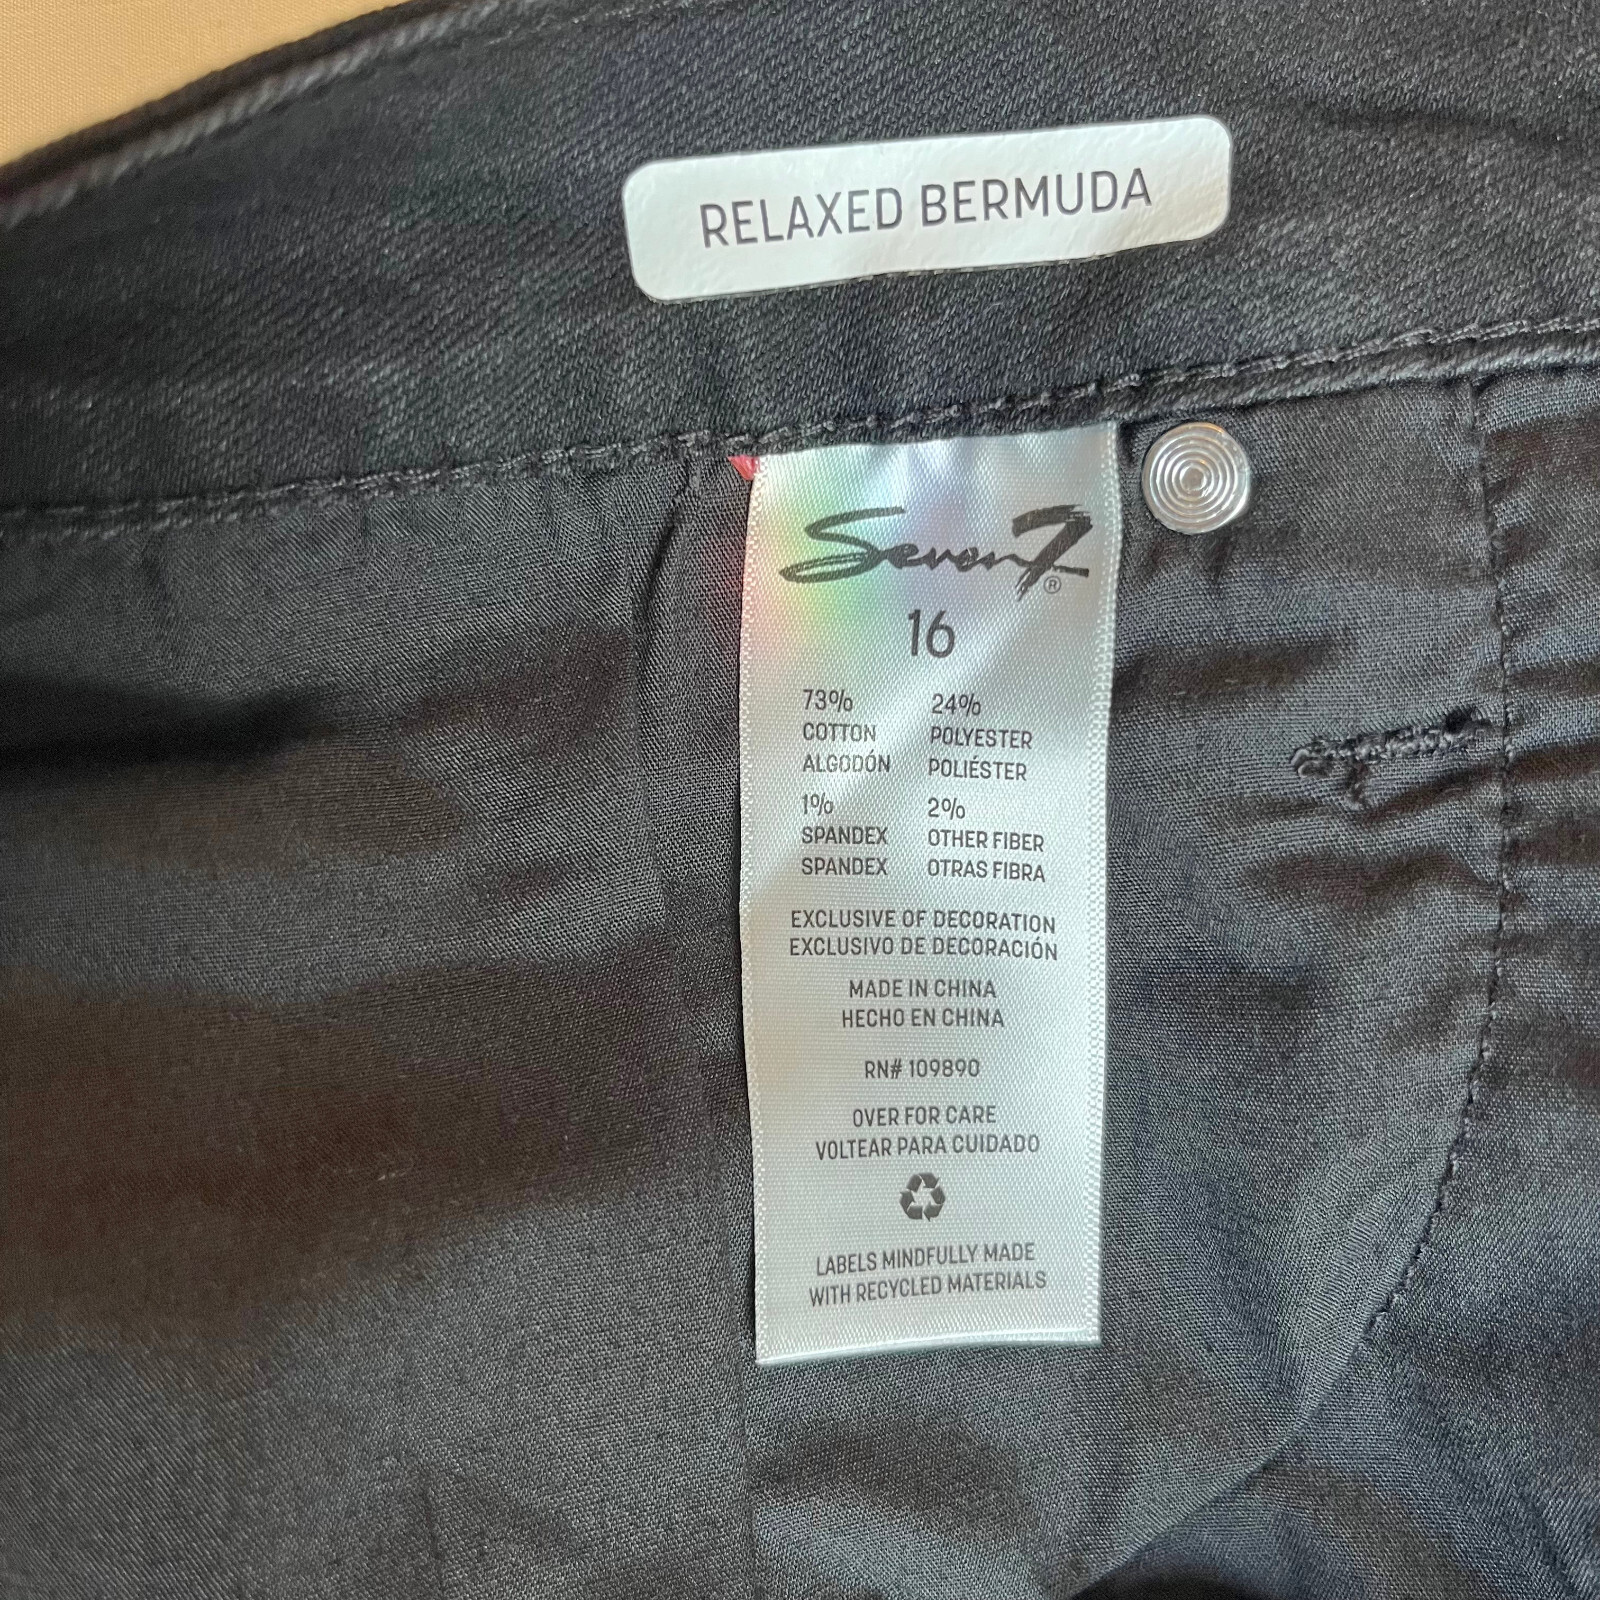 RELAXED BERMUDA
Seven7®
16
73% 24%
COTTON POLYESTER
ALGODÓN POLIÉSTER
1% 2%
SPANDEX OTHER FIBER
SPANDEX OTRAS FIBRA
EXCLUSIVE OF DECORATION
EXCLUSIVO DE DECORACIÓN
MADE IN CHINA
HECHO EN CHINA
RN# 109890
OVER FOR CARE
VOLTEAR PARA CUIDADO
LABELS MINDFULLY MADE
WITH RECYCLED MATERIALS